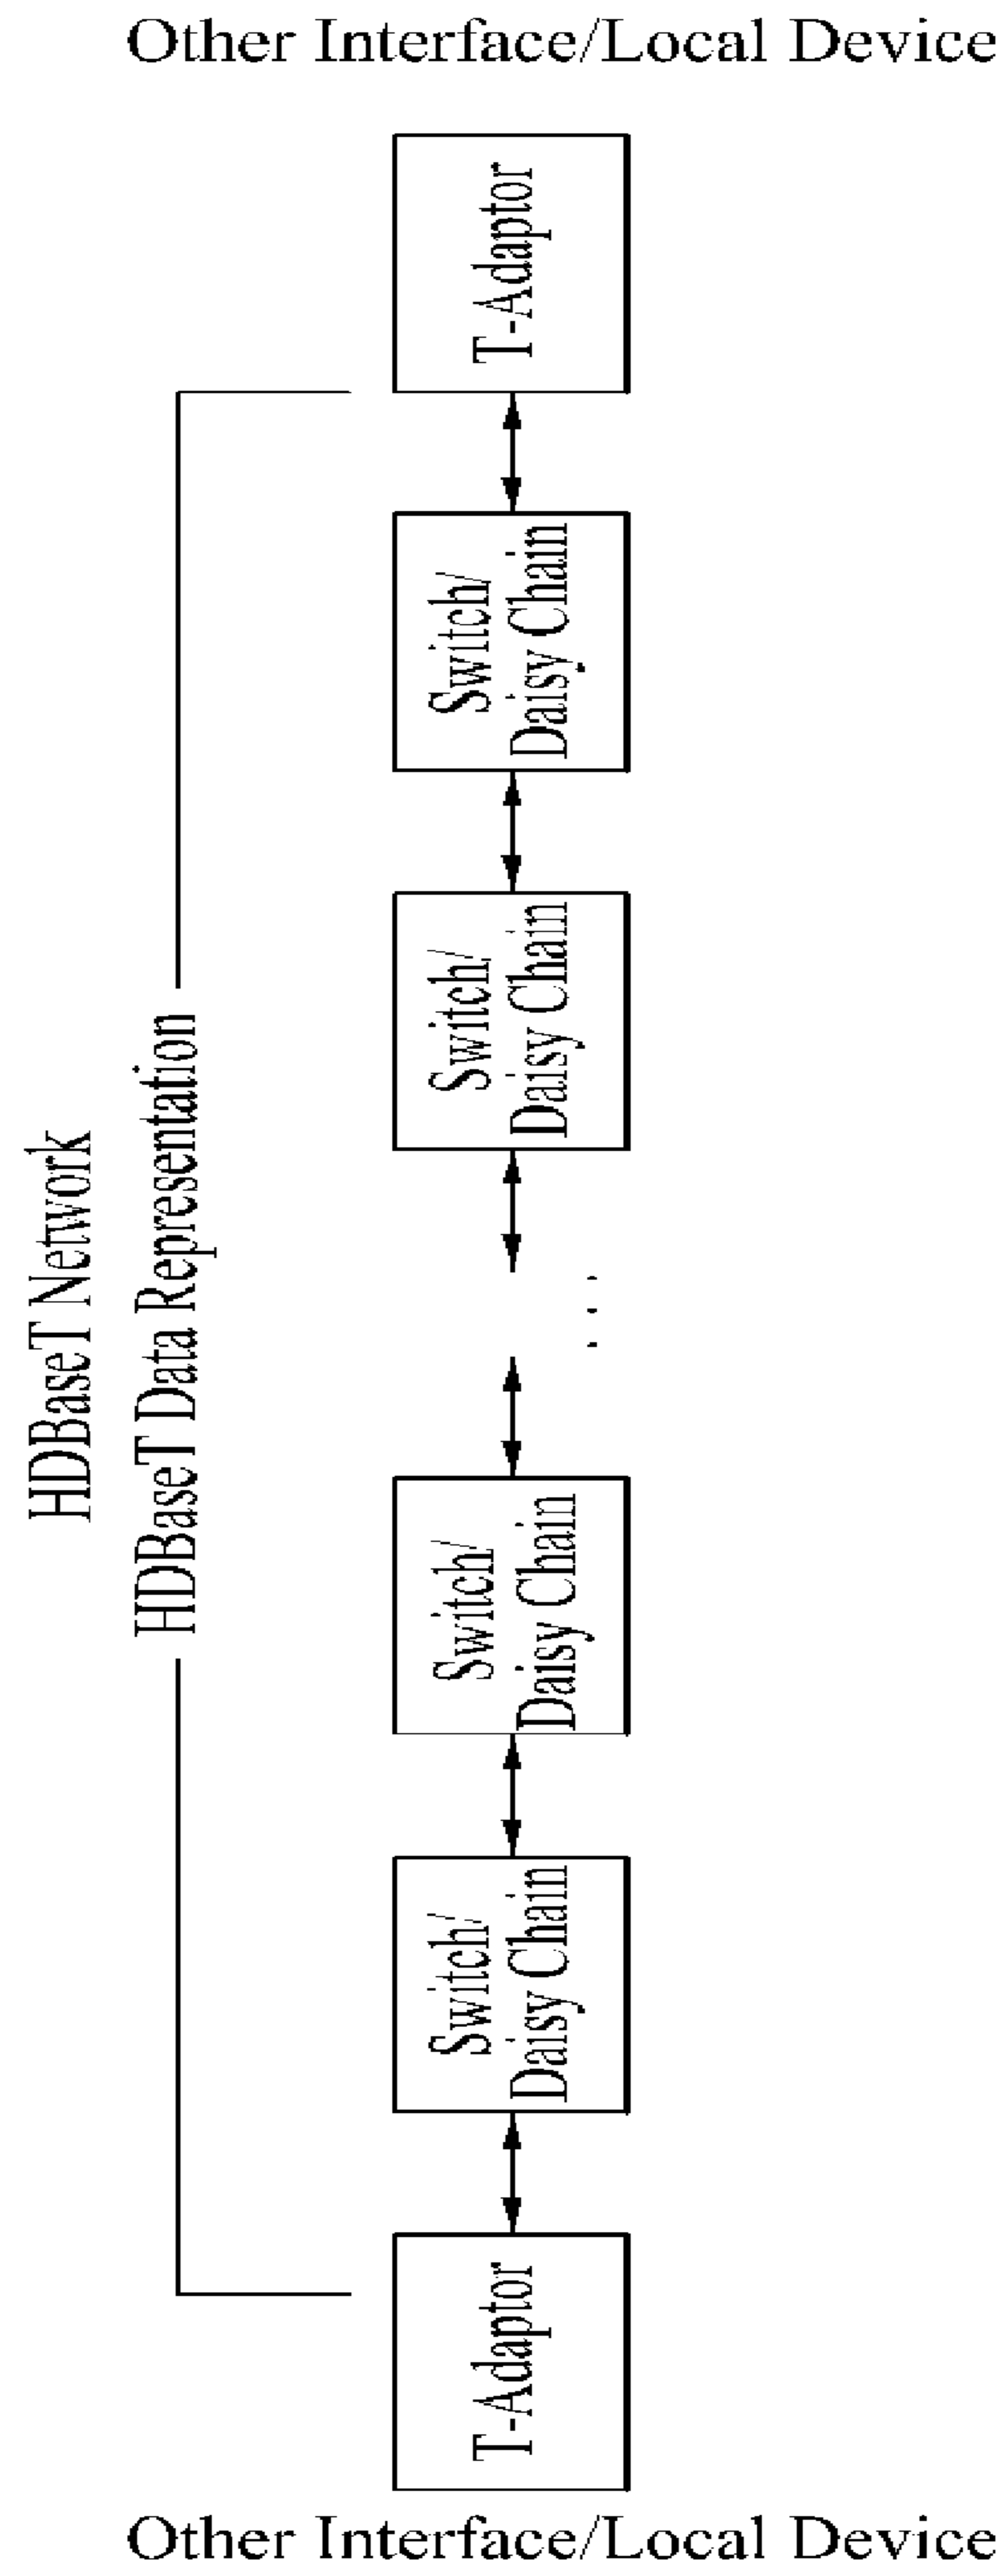 Other Interface/Local Device
HDBaseT Network
HDBaseT Data Representation
T-Adaptor
Switch/
Daisy Chain
Switch/
Daisy Chain
. . .
Switch/
Daisy Chain
Switch/
Daisy Chain
T-Adaptor
Other Interface/Local Device